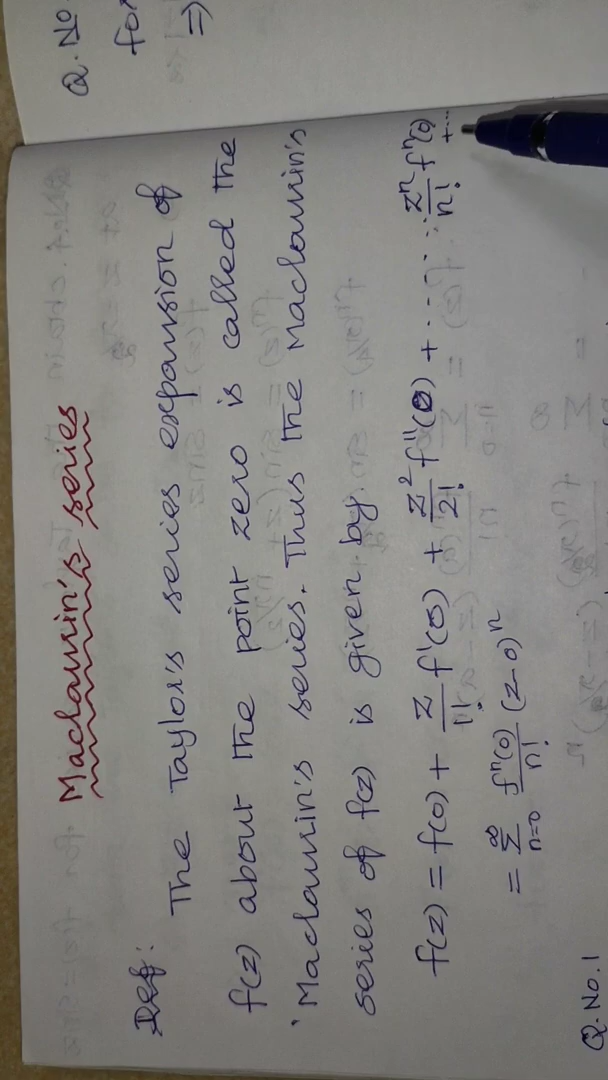 Q. No
for
⇒
Maclaurin's series
Def:
The Taylor's series expansion of
f(z) about the point zero is called the
Maclaurin's series. Thus the Maclaurin's
series of f(z) is given by
f(z) = f(0) + z/1! f'(0) + z²/2! f''(0) + ...... zⁿ/n! fⁿ(0) + ...
= ∞ Σ n=0 fⁿ(0)/n! (z-0)ⁿ
Q. No. 1